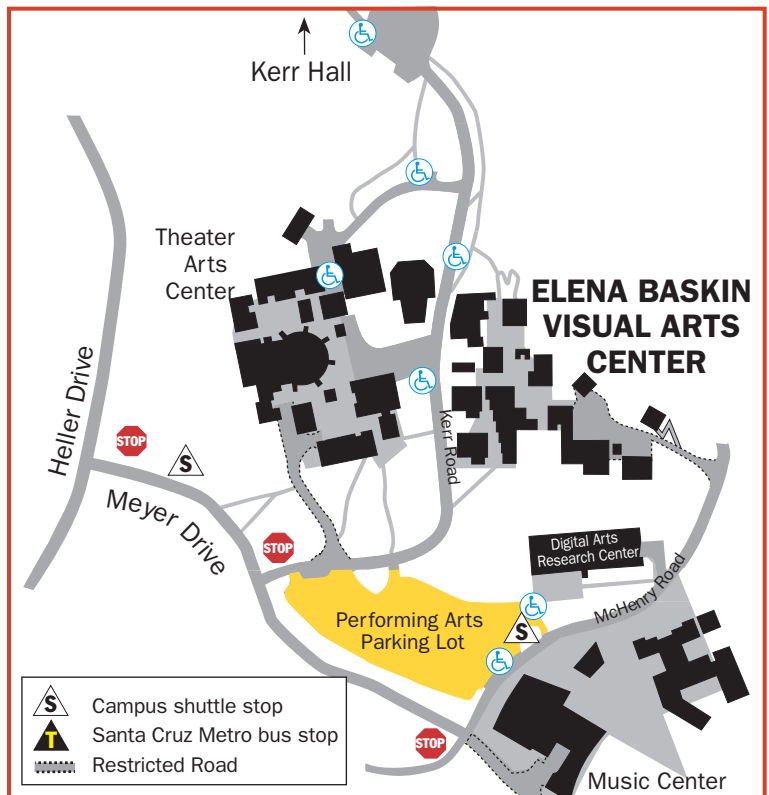 Kerr Hall
Theater
Arts
Center
ELENA BASKIN
VISUAL ARTS
CENTER
Heller Drive
STOP
S
Meyer Drive
Kerr Road
STOP
Digital Arts
Research Center
McHenry Road
Performing Arts
Parking Lot
S
STOP
Music Center
S Campus shuttle stop
T Santa Cruz Metro bus stop
Restricted Road